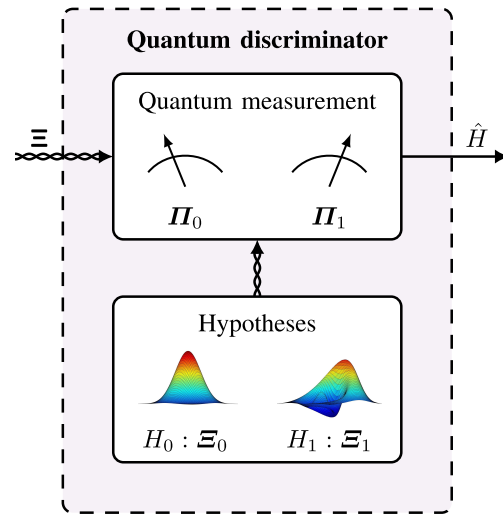 Quantum discriminator
Quantum measurement
Ξ
Ĥ
Π₀ Π₁
Hypotheses
H₀ : Ξ₀ H₁ : Ξ₁